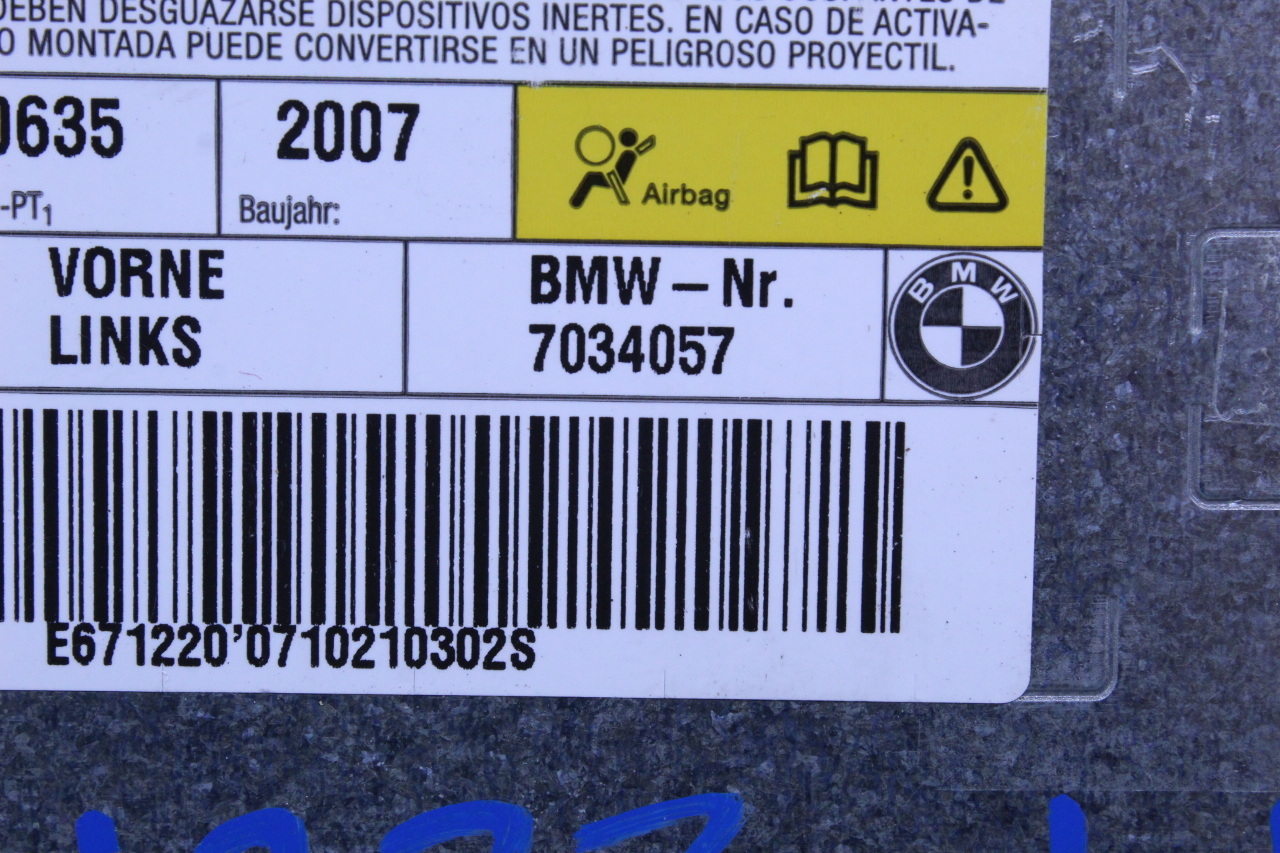 DEBEN DESGUAZARSE DISPOSITIVOS INERTES. EN CASO DE ACTIVA-
O MONTADA PUEDE CONVERTIRSE EN UN PELIGROSO PROYECTIL.
0635
-PT1
2007
Baujahr:
Airbag
VORNE
LINKS
BMW – Nr.
7034057
BMW
E671220'0710210302S